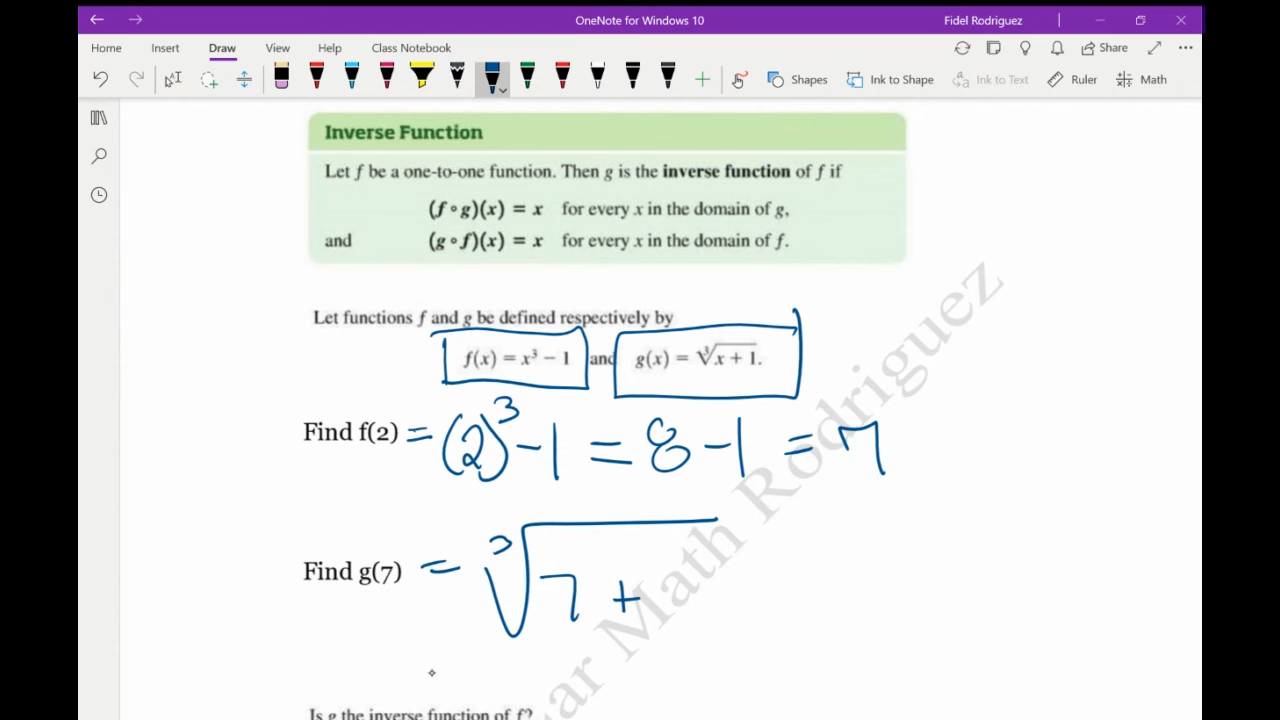 OneNote for Windows 10
Fidel Rodriguez
Home Insert Draw View Help Class Notebook Share
Shapes Ink to Shape Ink to Text Ruler Math
Inverse Function
Let f be a one-to-one function. Then g is the inverse function of f if
(f ∘ g)(x) = x for every x in the domain of g,
and (g ∘ f)(x) = x for every x in the domain of f.
Let functions f and g be defined respectively by
f(x) = x³ − 1 and g(x) = ∛(x + 1).
Find f(2) = (2)³ − 1 = 8 − 1 = 7
Find g(7) = ∛(7 +
Is g the inverse function of f?
ar Math Rodriguez